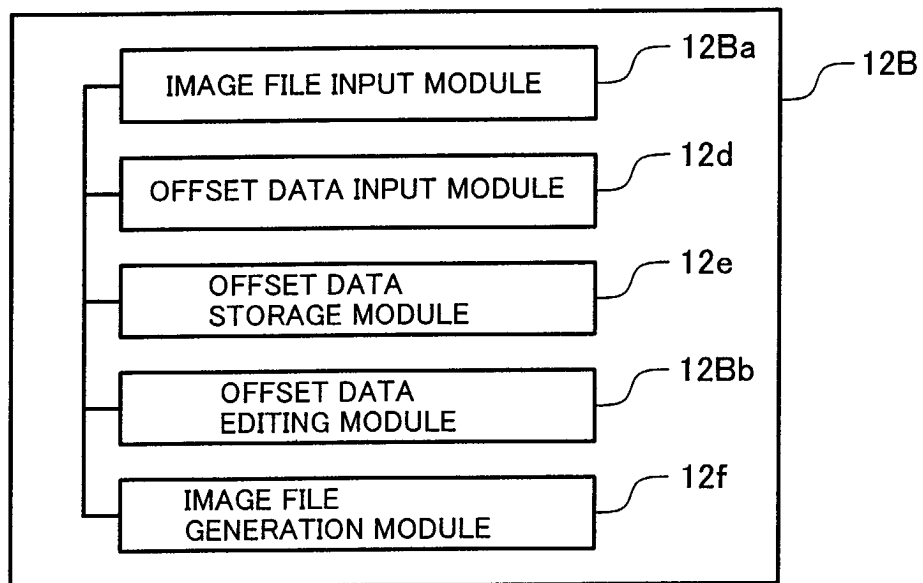 12Ba
12B
IMAGE FILE INPUT MODULE
12d
OFFSET DATA INPUT MODULE
12e
OFFSET DATA
STORAGE MODULE
12Bb
OFFSET DATA
EDITING MODULE
12f
IMAGE FILE
GENERATION MODULE